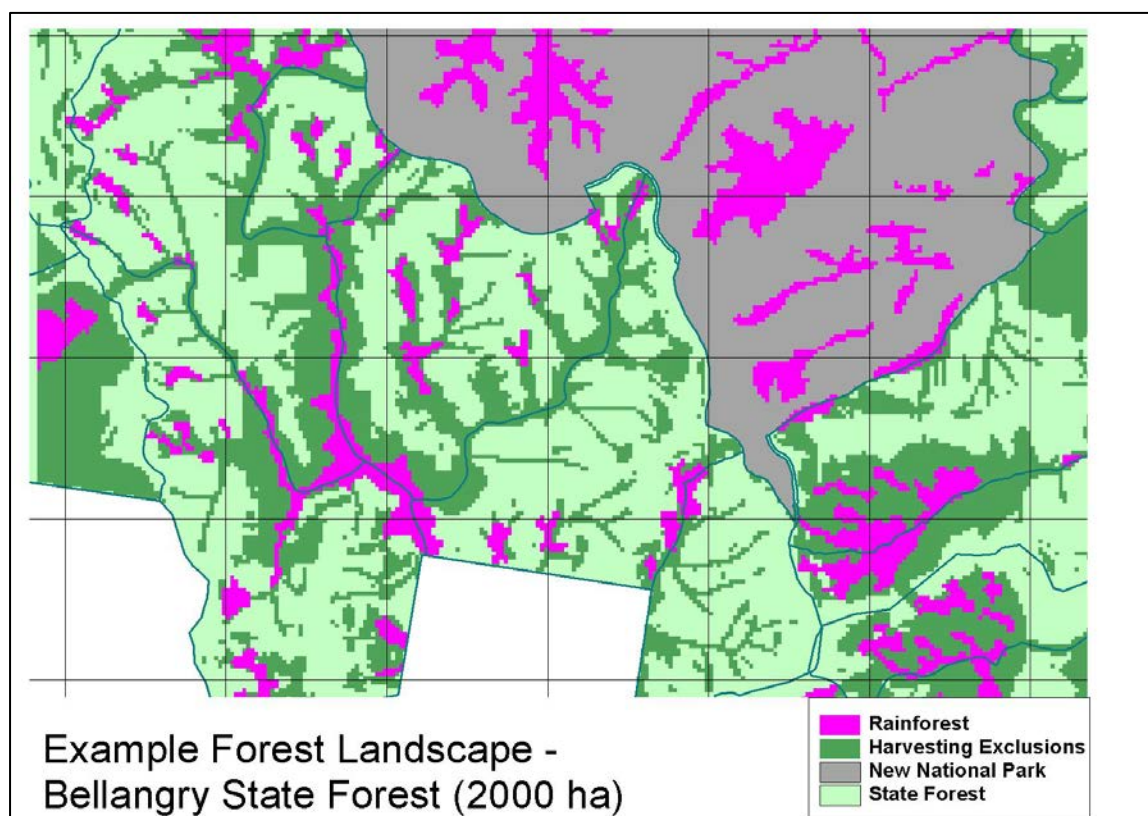 Example Forest Landscape -
Bellangry State Forest (2000 ha)
Rainforest
Harvesting Exclusions
New National Park
State Forest